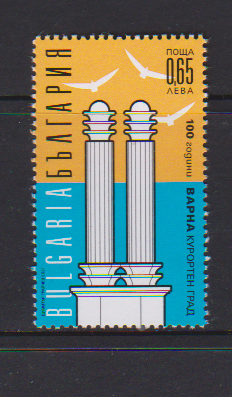 ПОЩА
0,65
ЛЕВА
БЪЛГАРИЯ
BULGARIA
100 години
ВАРНА КУРОРТЕН ГРАД